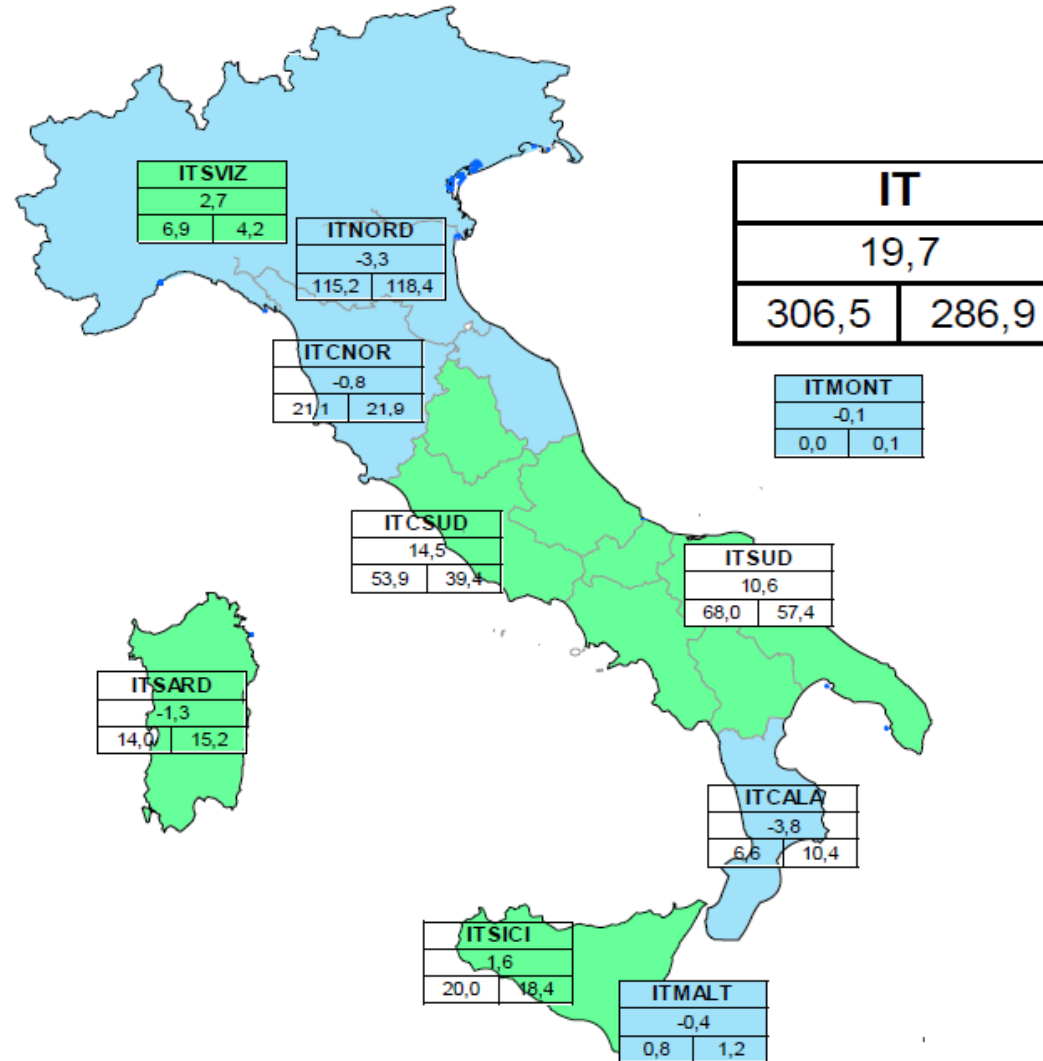 ITSVIZ
2,7
6,9 4,2
ITNORD
-3,3
115,2 118,4
IT
19,7
306,5 286,9
ITCNOR
-0,8
21,1 21,9
ITMONT
-0,1
0,0 0,1
ITCSUD
14,5
53,9 39,4
ITSUD
10,6
68,0 57,4
ITSARD
-1,3
14,0 15,2
ITCALA
-3,8
6,6 10,4
ITSICI
1,6
20,0 18,4
ITMALT
-0,4
0,8 1,2